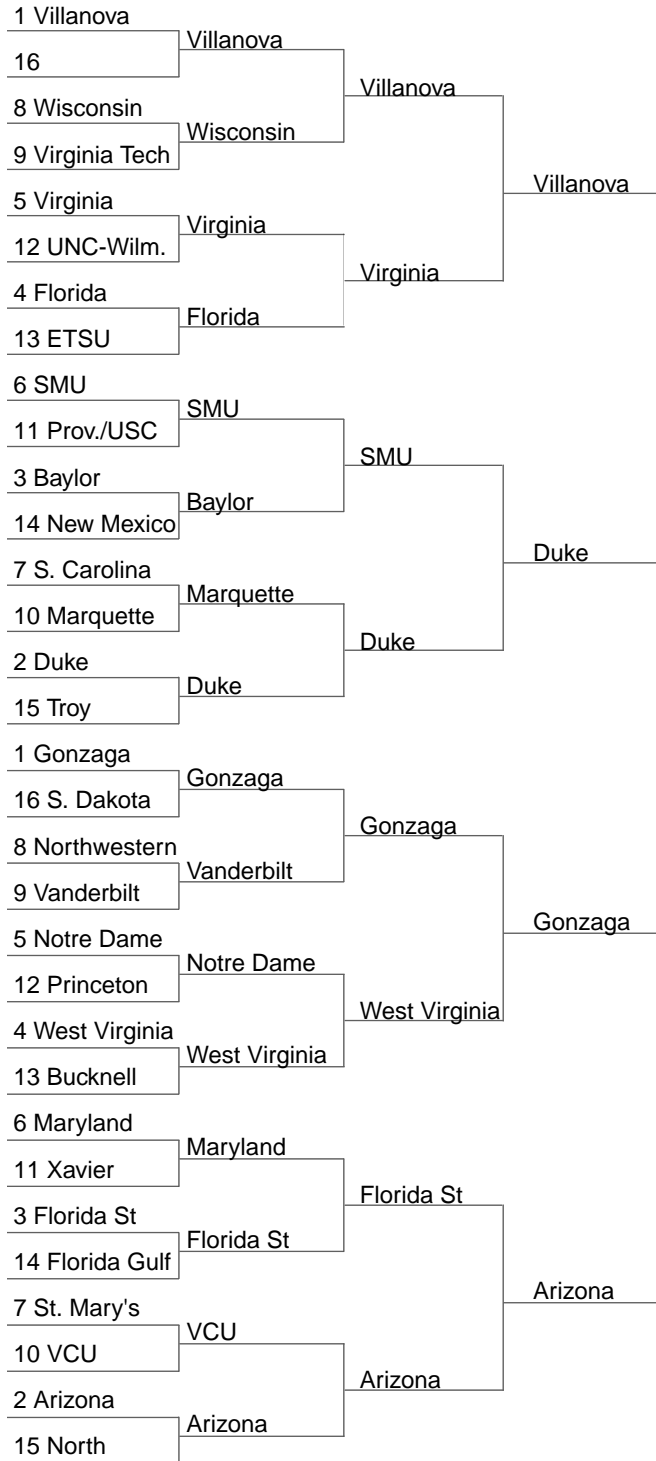 1 Villanova
16
8 Wisconsin
9 Virginia Tech
5 Virginia
12 UNC-Wilm.
4 Florida
13 ETSU
6 SMU
11 Prov./USC
3 Baylor
14 New Mexico
7 S. Carolina
10 Marquette
2 Duke
15 Troy
1 Gonzaga
16 S. Dakota
8 Northwestern
9 Vanderbilt
5 Notre Dame
12 Princeton
4 West Virginia
13 Bucknell
6 Maryland
11 Xavier
3 Florida St
14 Florida Gulf
7 St. Mary's
10 VCU
2 Arizona
15 North
Villanova
Wisconsin
Virginia
Florida
SMU
Baylor
Marquette
Duke
Gonzaga
Vanderbilt
Notre Dame
West Virginia
Maryland
Florida St
VCU
Arizona
Villanova
Virginia
SMU
Duke
Gonzaga
West Virginia
Florida St
Arizona
Villanova
Duke
Gonzaga
Arizona